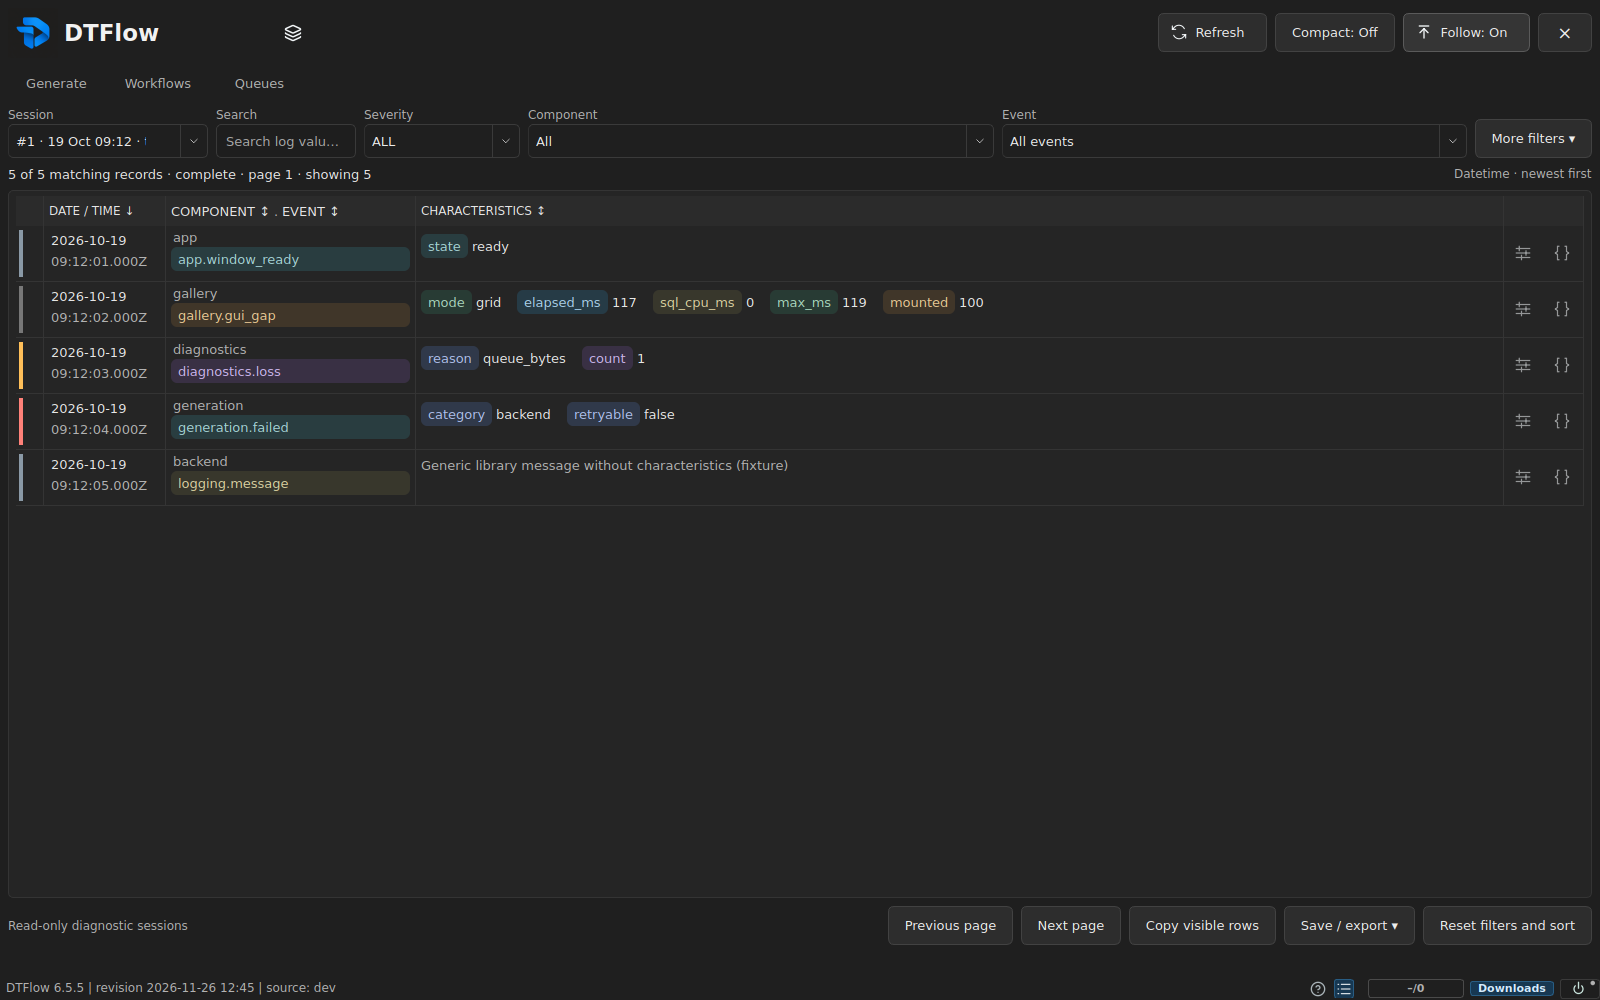 DTFlow
Refresh
Compact: Off
Follow: On
Generate
Workflows
Queues
Session
Search
Severity
Component
Event
#1 · 19 Oct 09:12 ·
Search log valu...
ALL
All
All events
More filters ▾
5 of 5 matching records · complete · page 1 · showing 5
Datetime · newest first
DATE / TIME ↓
COMPONENT ↕ . EVENT ↕
CHARACTERISTICS ↕
2026-10-19
09:12:01.000Z
app
app.window_ready
state ready
{}
2026-10-19
09:12:02.000Z
gallery
gallery.gui_gap
mode grid elapsed_ms 117 sql_cpu_ms 0 max_ms 119 mounted 100
{}
2026-10-19
09:12:03.000Z
diagnostics
diagnostics.loss
reason queue_bytes count 1
{}
2026-10-19
09:12:04.000Z
generation
generation.failed
category backend retryable false
{}
2026-10-19
09:12:05.000Z
backend
logging.message
Generic library message without characteristics (fixture)
{}
Read-only diagnostic sessions
Previous page
Next page
Copy visible rows
Save / export ▾
Reset filters and sort
DTFlow 6.5.5 | revision 2026-11-26 12:45 | source: dev
-/0
Downloads